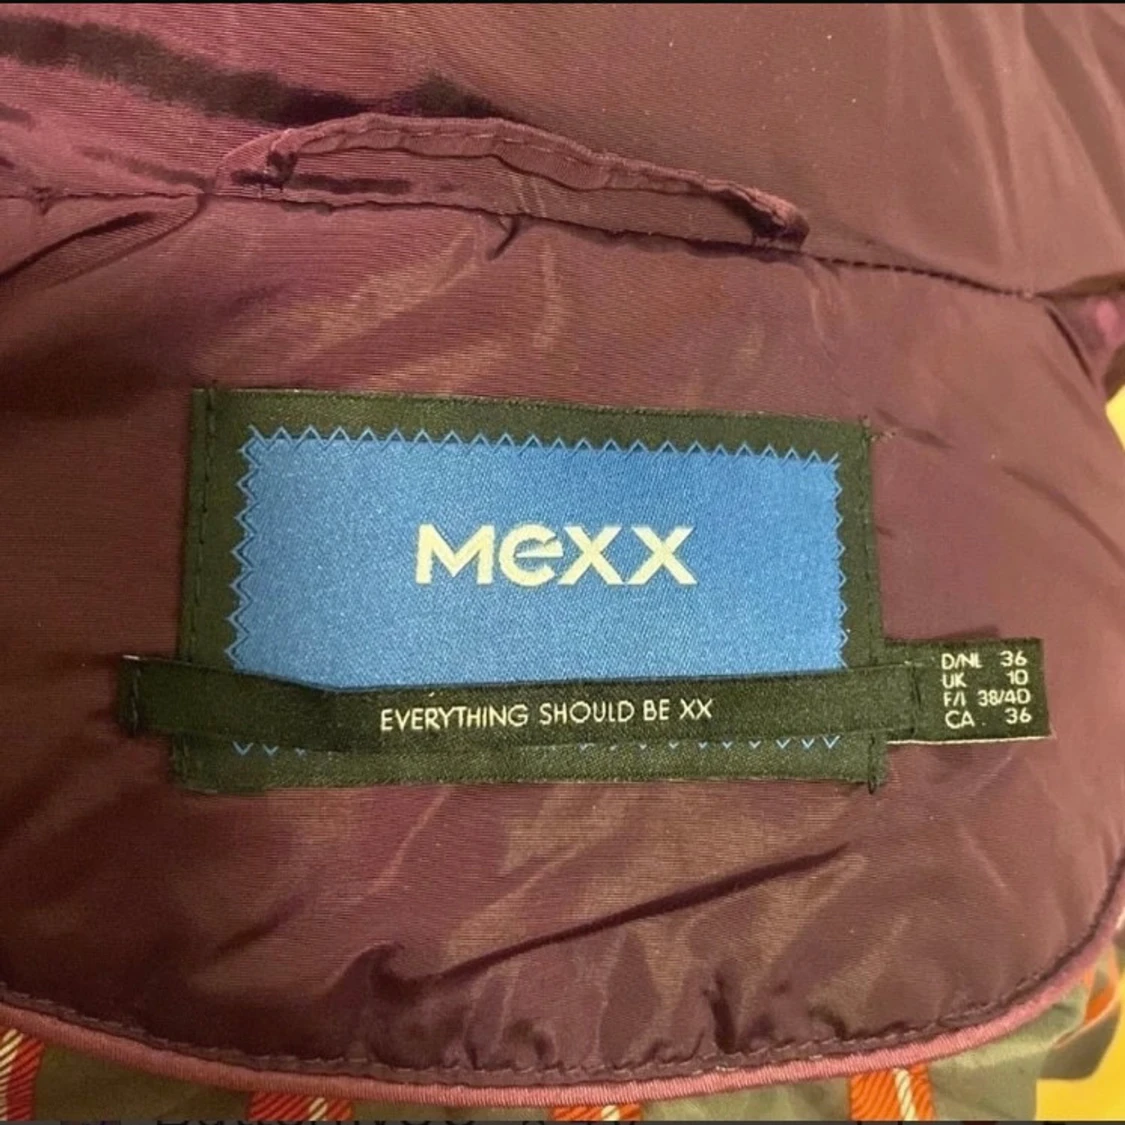 Mexx
EVERYTHING SHOULD BE XX
D/NL 36
UK 10
F/I 38/40
CA. 36